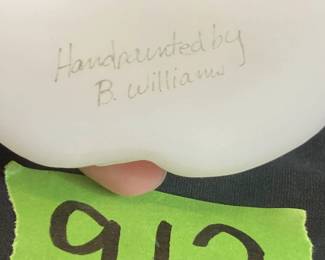 Handpainted by
B. Williams
912